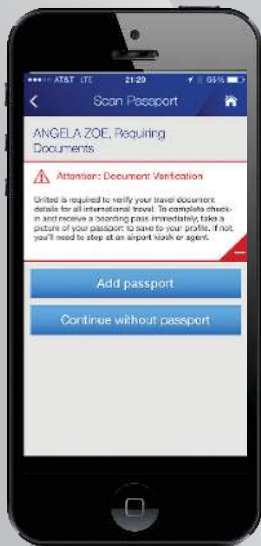 AT&T LTE 21:29 65%
Scan Passport
ANGELA ZOE, Requiring
Documents
Attention: Document Verification
United is required to verify your travel document
details for all international travel. To complete check-
in and receive a boarding pass immediately, take a
picture of your passport to save to your profile. If not,
you'll need to stop at an airport kiosk or agent.
Add passport
Continue without passport